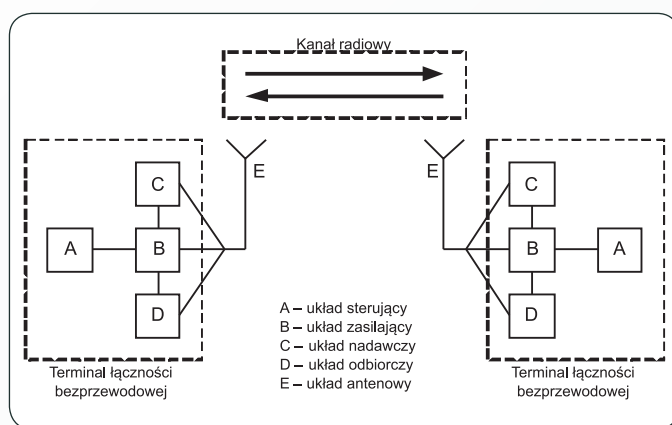 Kanał radiowy
E
E
C
C
A
B
B
A
D
D
A – układ sterujący
B – układ zasilający
C – układ nadawczy
D – układ odbiorczy
E – układ antenowy
Terminal łączności
bezprzewodowej
Terminal łączności
bezprzewodowej